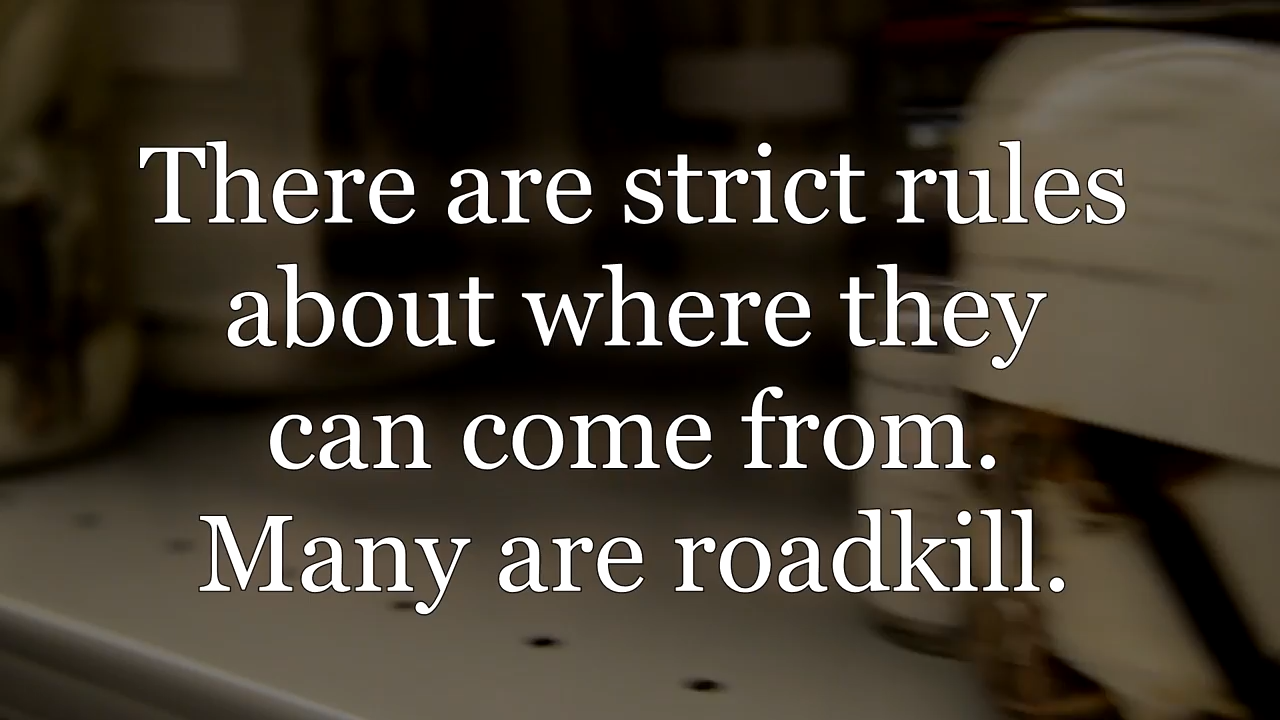 There are strict rules
about where they
can come from.
Many are roadkill.